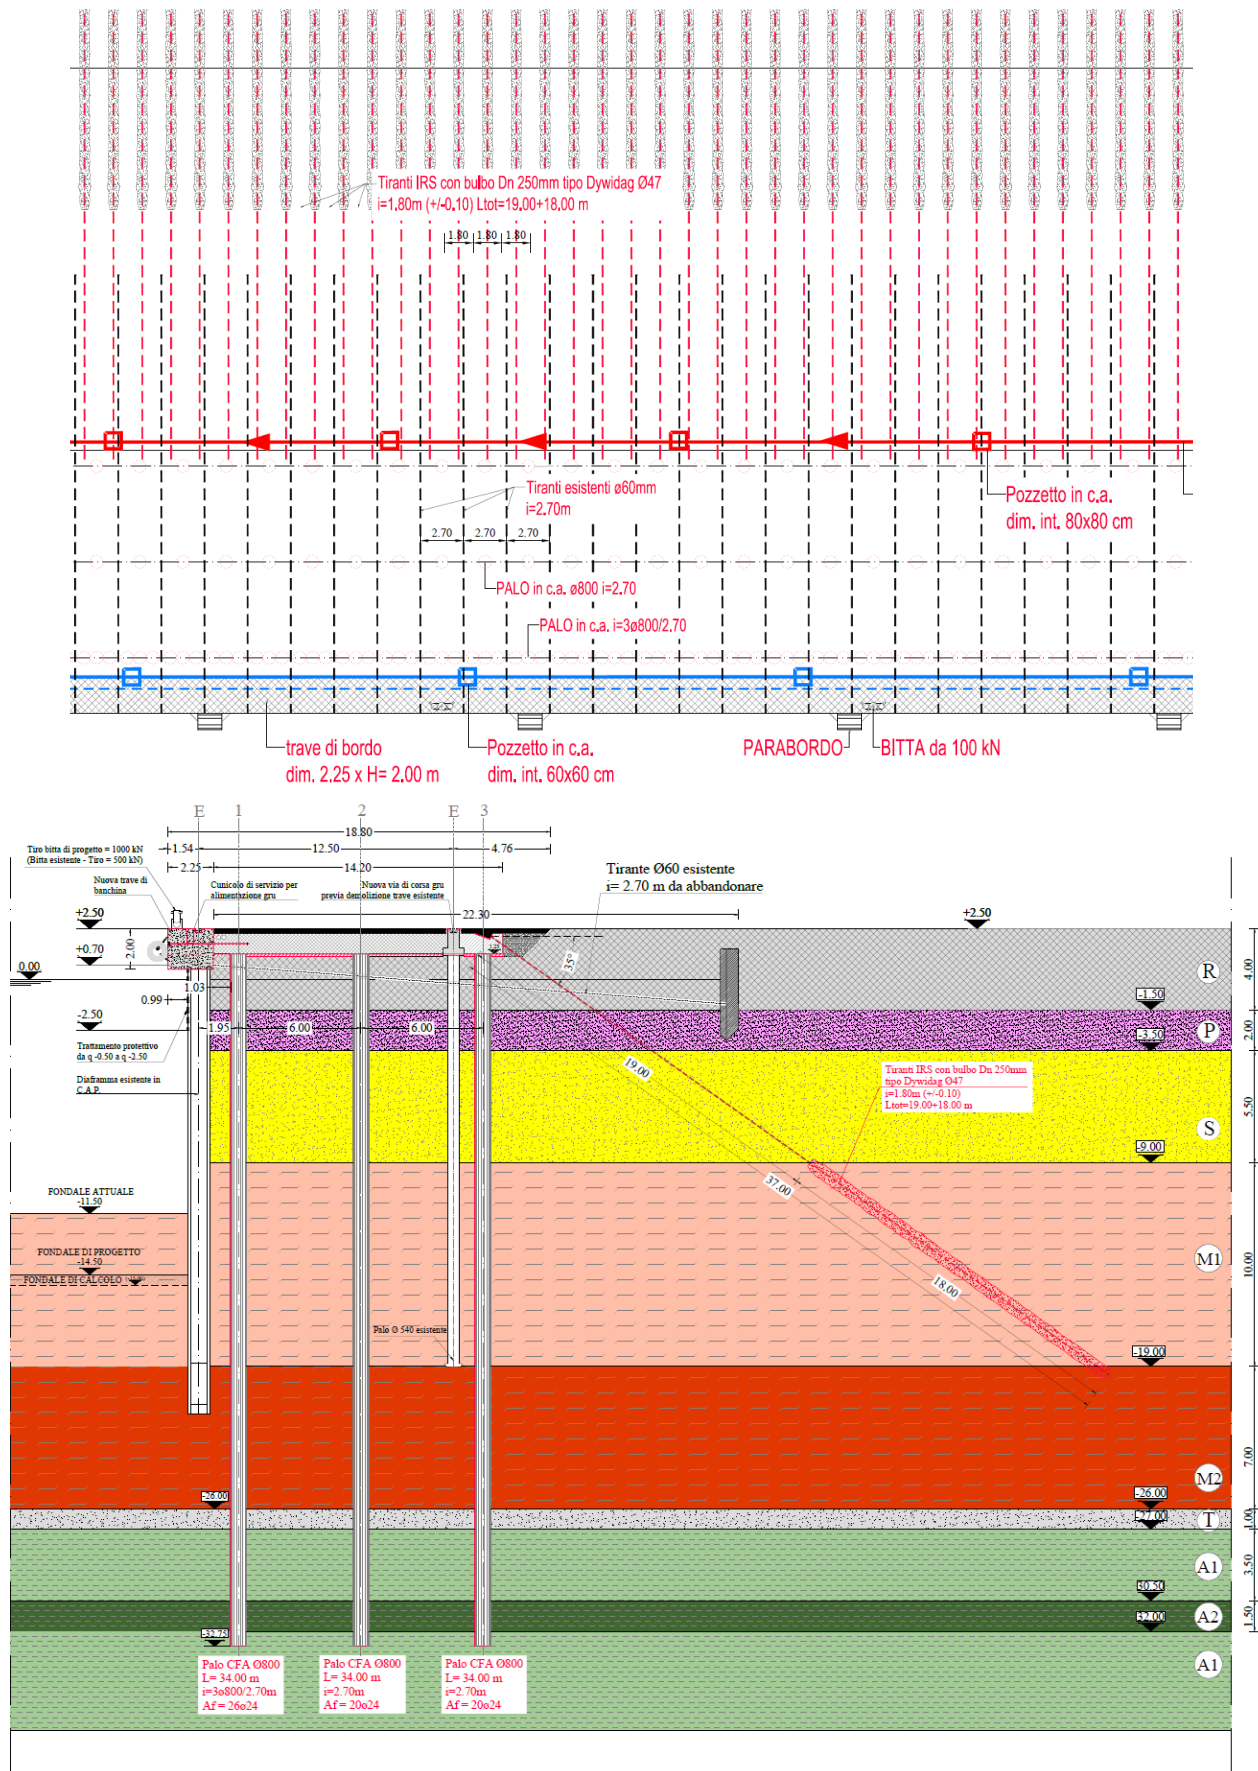 Tiranti IRS con bulbo Dn 250mm tipo Dywidag Ø47
i=1,80m (+/-0.10) Ltot=19.00+18.00 m
1.80 1.80 1.80
Tiranti esistenti ø60mm
i=2.70m
Pozzetto in c.a.
dim. int. 80x80 cm
2.70 2.70 2.70
PALO in c.a. ø800 i=2.70
PALO in c.a. i=3ø800/2.70
trave di bordo
dim. 2.25 x H= 2.00 m
Pozzetto in c.a.
dim. int. 60x60 cm
PARABORDO
BITTA da 100 kN
E 1 2 E 3
18.80
1.54 12.50 4.76
2.25 14.20
Tiro bitta di progetto = 1000 kN
(Bitta esistente - Tiro = 500 kN)
Nuova trave di
banchina
Cunicolo di servizio per
alimentazione gru
Nuova via di corsa gru
previa demolizione trave esistente
Tirante Ø60 esistente
i= 2.70 m da abbandonare
22.30
+2.50
+2.50
2.00
+0.70
0.00
35°
R
4.00
1.03
-1.50
0.99
-2.50
1.95 6.00 6.00
-3.50
P
2.00
Trattamento protettivo
da q -0.50 a q -2.50
Diaframma esistente in
C.A.P.
19.00
Tiranti IRS con bulbo Dn 250mm
tipo Dywidag Ø47
i=1.80m (+/-0.10)
Ltot=19.00+18.00 m
S
5.50
-9.00
37.00
FONDALE ATTUALE
-11.50
FONDALE DI PROGETTO
-14.50
FONDALE DI CALCOLO
M1
10.00
18.00
Palo Ø 540 esistente
-19.00
M2
7.00
-26.00
-26.00
-27.00
T
1.00
A1
3.50
30.50
32.00
A2
1.50
-32.75
A1
Palo CFA Ø800
L= 34.00 m
i=3ø800/2.70m
Af = 26ø24
Palo CFA Ø800
L= 34.00 m
i=2.70m
Af = 20ø24
Palo CFA Ø800
L= 34.00 m
i=2.70m
Af = 20ø24